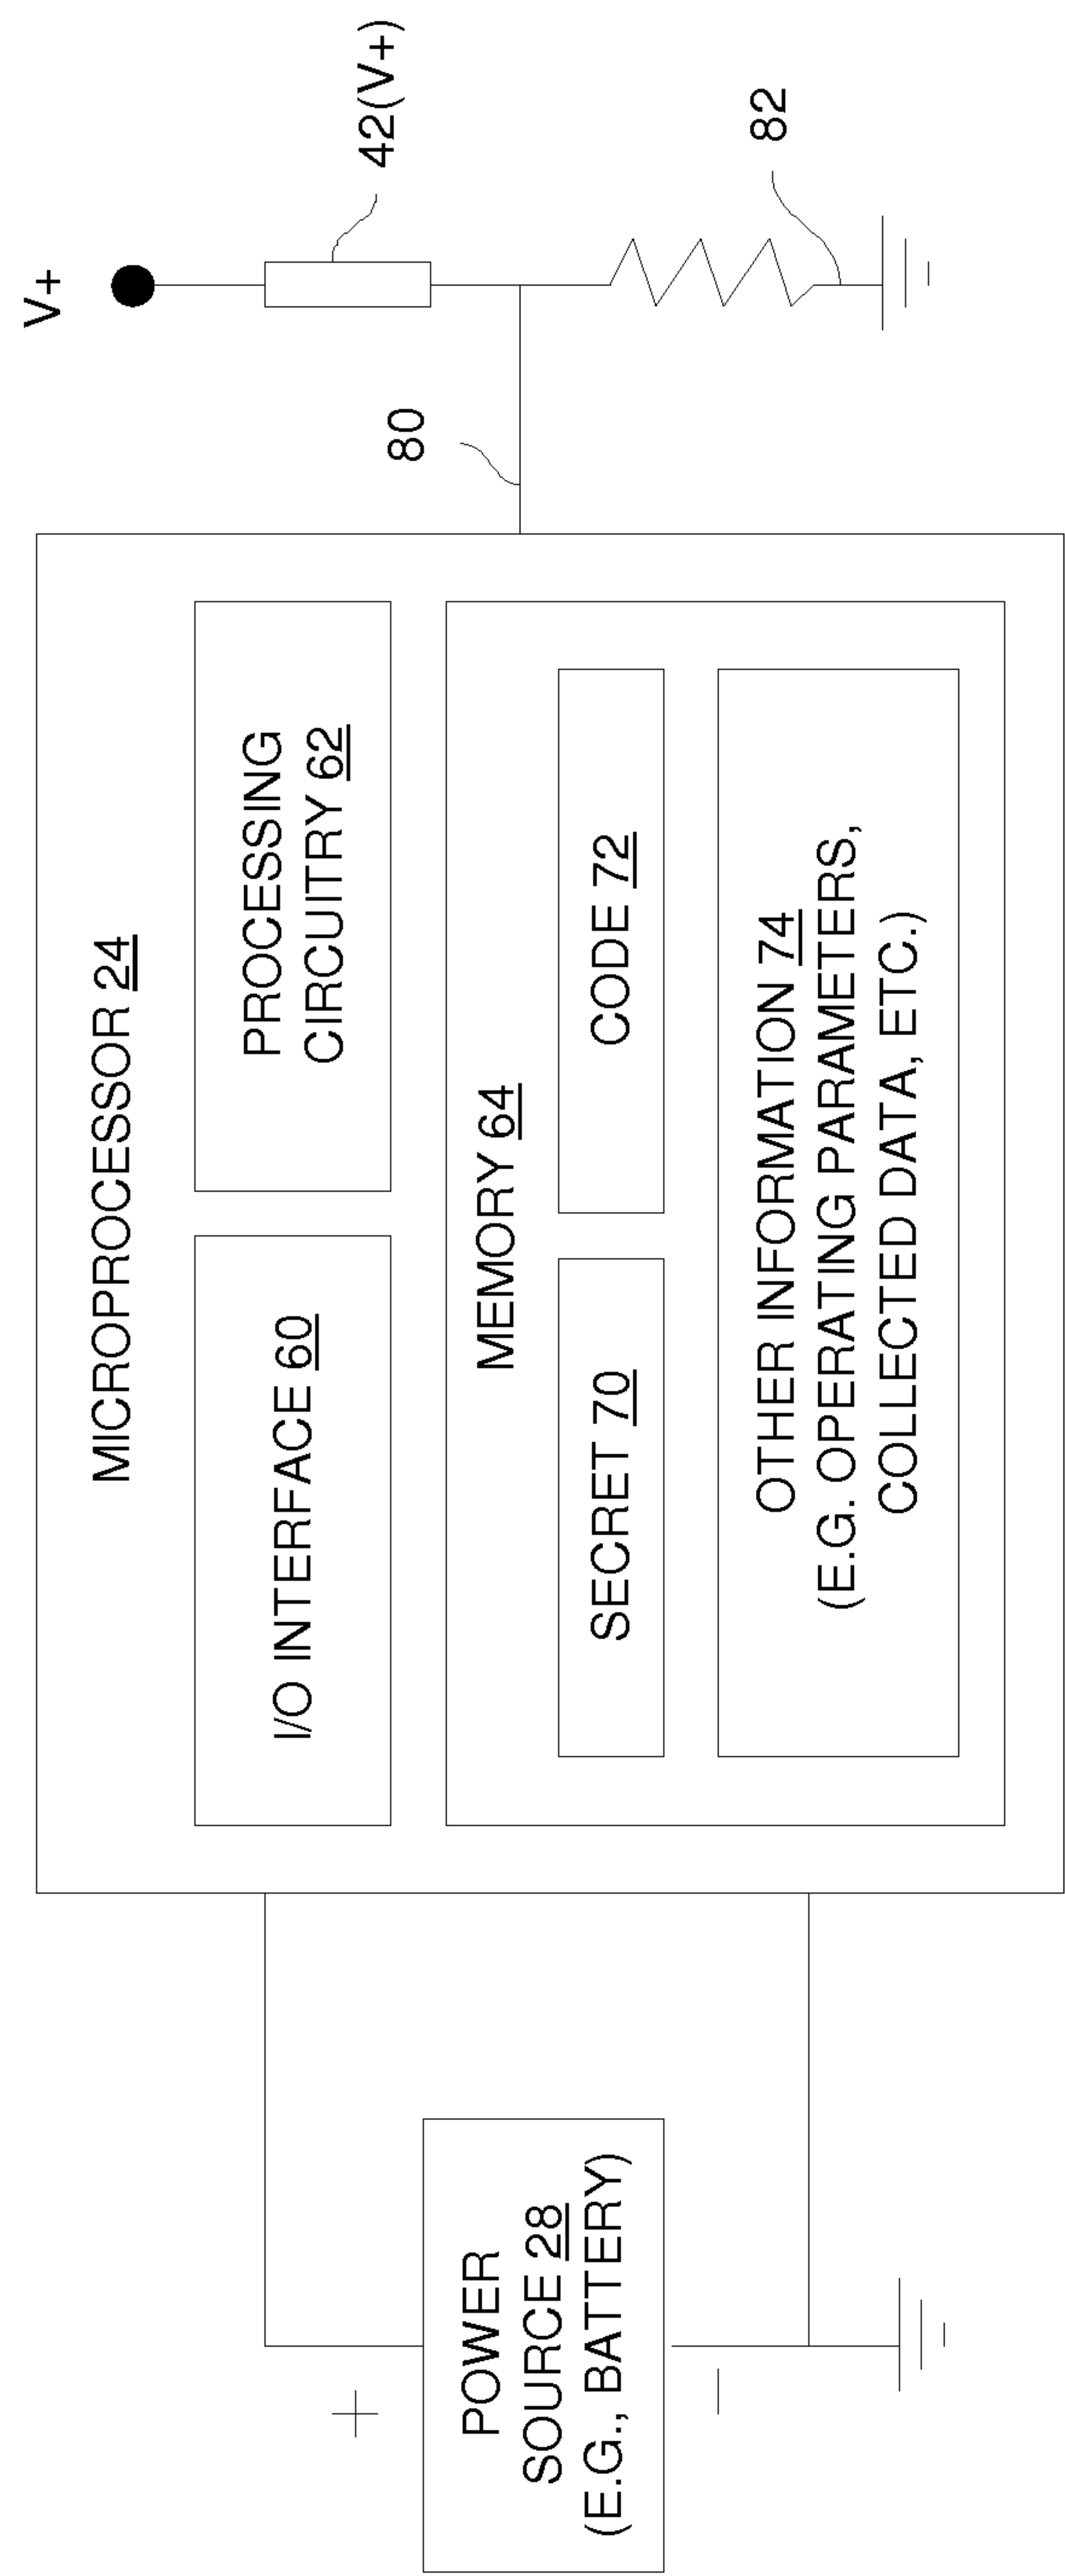 MICROPROCESSOR 24
I/O INTERFACE 60
PROCESSING
CIRCUITRY 62
MEMORY 64
SECRET 70
CODE 72
OTHER INFORMATION 74
(E.G. OPERATING PARAMETERS,
COLLECTED DATA, ETC.)
POWER
SOURCE 28
(E.G., BATTERY)
+
–
V+
42(V+)
80
82